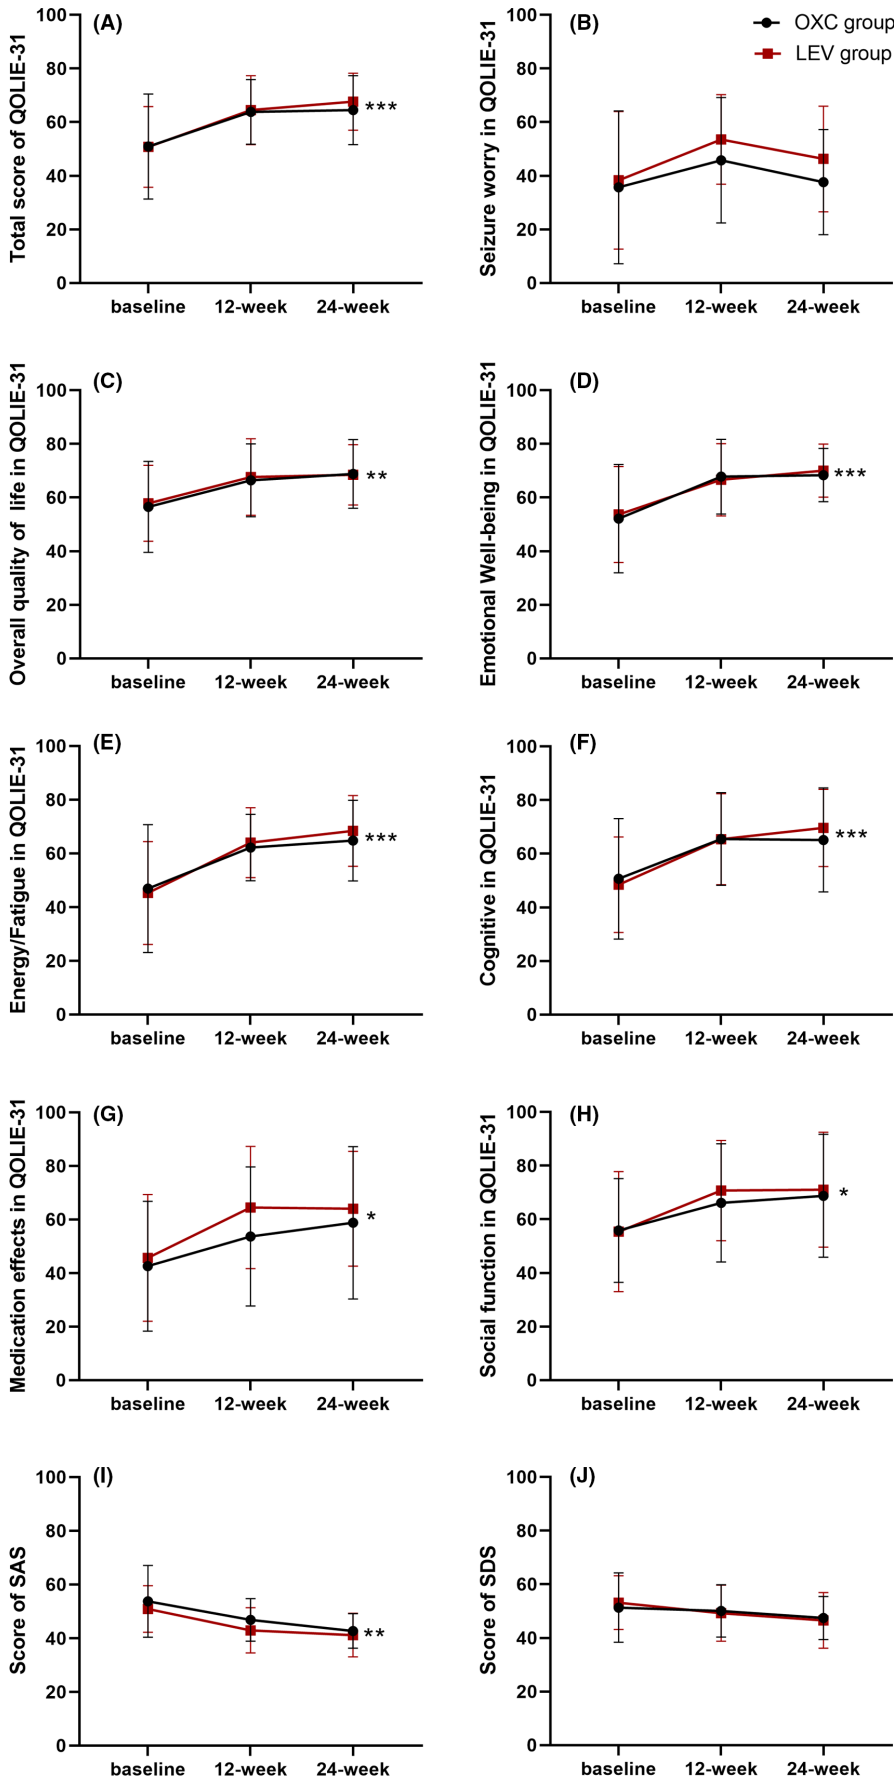 (A)
Total score of QOLIE-31
100
80
60
40
20
0
***
baseline 12-week 24-week
(B)
OXC group
LEV group
Seizure worry in QOLIE-31
100
80
60
40
20
0
baseline 12-week 24-week
(C)
Overall quality of life in QOLIE-31
100
80
60
40
20
0
**
baseline 12-week 24-week
(D)
Emotional Well-being in QOLIE-31
100
80
60
40
20
0
***
baseline 12-week 24-week
(E)
Energy/Fatigue in QOLIE-31
100
80
60
40
20
0
***
baseline 12-week 24-week
(F)
Cognitive in QOLIE-31
100
80
60
40
20
0
***
baseline 12-week 24-week
(G)
Medication effects in QOLIE-31
100
80
60
40
20
0
*
baseline 12-week 24-week
(H)
Social function in QOLIE-31
100
80
60
40
20
0
*
baseline 12-week 24-week
(I)
Score of SAS
100
80
60
40
20
0
**
baseline 12-week 24-week
(J)
Score of SDS
100
80
60
40
20
0
baseline 12-week 24-week